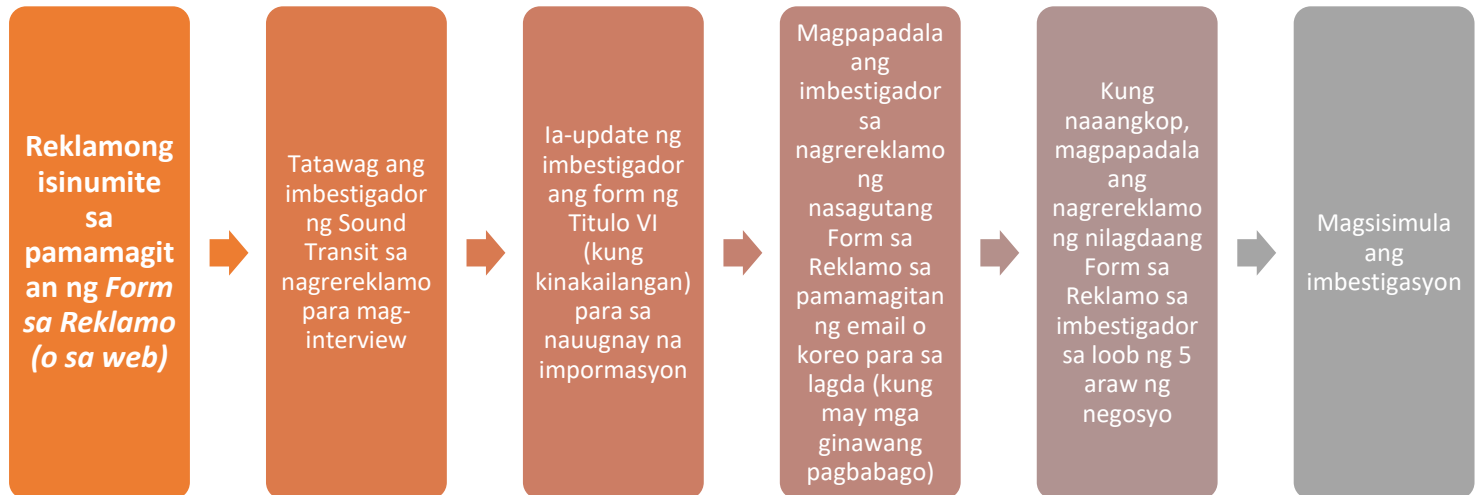 Reklamong
isinumite
sa
pamamagit
an ng Form
sa Reklamo
(o sa web)
Tatawag ang
imbestigador
ng Sound
Transit sa
nagrereklamo
para mag-
interview
Ia-update ng
imbestigador
ang form ng
Titulo VI
(kung
kinakailangan)
para sa
nauugnay na
impormasyon
Magpapadala
ang
imbestigador
sa
nagrereklamo
ng
nasagutang
Form sa
Reklamo sa
pamamagitan
ng email o
koreo para sa
lagda (kung
may mga
ginawang
pagbabago)
Kung
naaangkop,
magpapadala
ang
nagrereklamo
ng nilagdaang
Form sa
Reklamo sa
imbestigador
sa loob ng 5
araw ng
negosyo
Magsisimula
ang
imbestigasyon